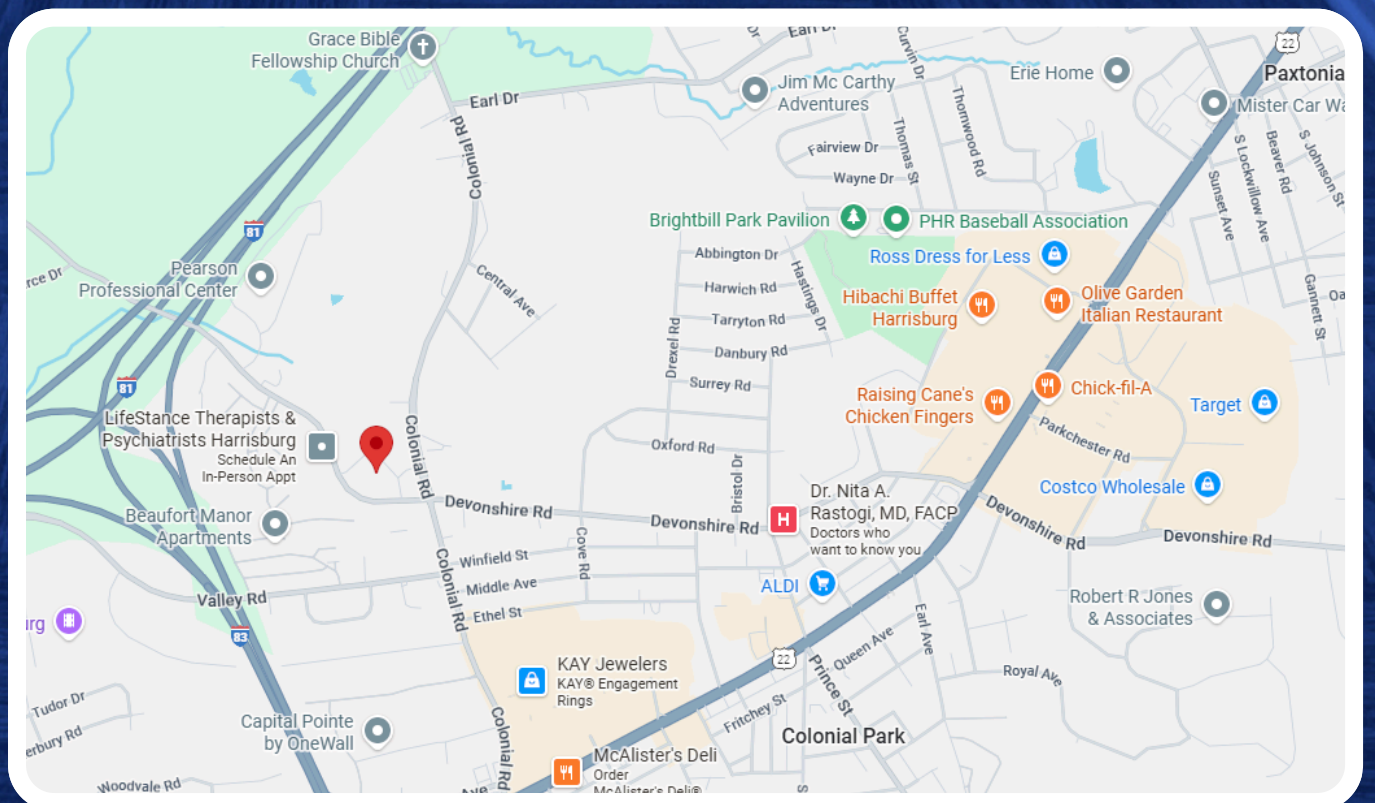 Grace Bible
Fellowship Church
Earl Dr
Earl Dr
Curvin Dr
22
Paxtonia
Erie Home
Jim Mc Carthy
Adventures
Mister Car Wa
Colonial Rd
Thomas St
Thornwood Rd
Fairview Dr
Wayne Dr
S Lockwillow Ave
Beaver Rd
S Johnson St
Sunset Ave
Brightbill Park Pavilion
PHR Baseball Association
81
Abbington Dr
Ross Dress for Less
Pearson
Professional Center
rce Dr
Central Ave
Harwich Rd
Hastings Dr
Hibachi Buffet
Harrisburg
Olive Garden
Italian Restaurant
Gannett St
Oa
Tarryton Rd
Drexel Rd
Danbury Rd
81
Surrey Rd
Raising Cane's
Chicken Fingers
Chick-fil-A
Target
LifeStance Therapists &
Psychiatrists Harrisburg
Schedule An
In-Person Appt
Colonial Rd
Oxford Rd
Parkchester Rd
Bristol Dr
Costco Wholesale
Devonshire Rd
Devonshire Rd
H
Dr. Nita A.
Rastogi, MD, FACP
Doctors who
want to know you
Devonshire Rd
Devonshire Rd
Beaufort Manor
Apartments
Winfield St
Cove Rd
Colonial Rd
Middle Ave
ALDI
Valley Rd
Ethel St
Robert R Jones
& Associates
Earl Ave
urg
83
22
Queen Ave
Prince St
KAY Jewelers
KAY® Engagement
Rings
Royal Ave
Tudor Dr
erbury Rd
Capital Pointe
by OneWall
Colonial Rd
Fritchey St
Colonial Park
McAlister's Deli
Order
McAlister's Deli®
Woodvale Rd
Ave
S